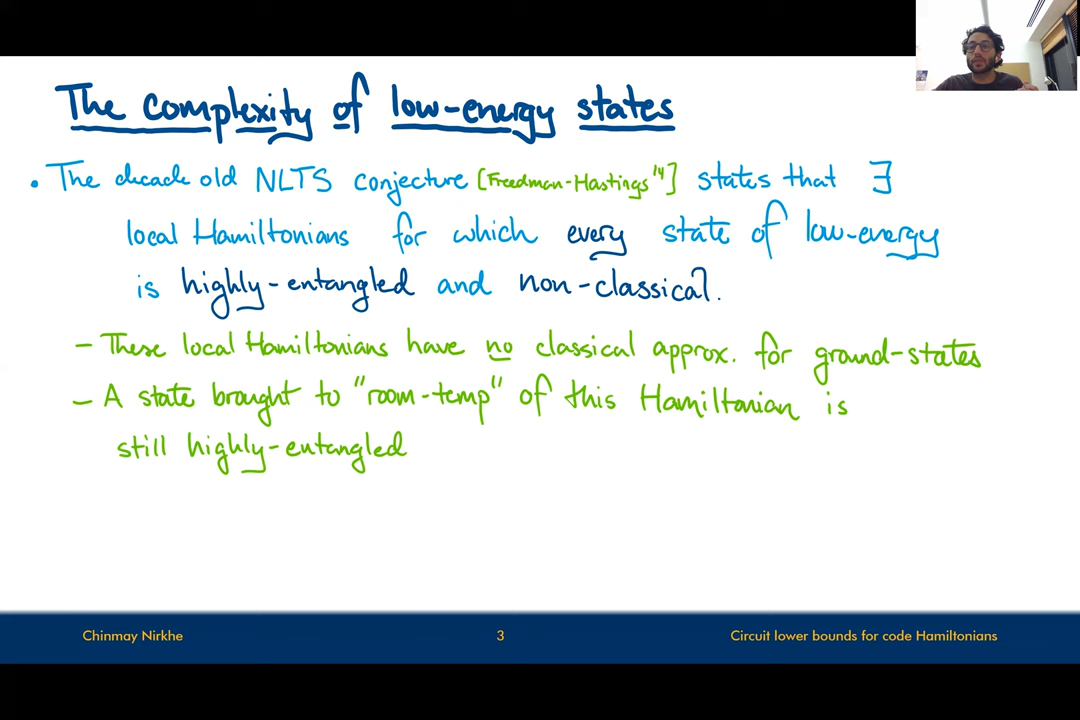 The complexity of low-energy states
• The decade old NLTS conjecture [Freedman-Hastings '14] states that ∃
local Hamiltonians for which every state of low-energy
is highly-entangled and non-classical.
- These local Hamiltonians have no classical approx. for ground-states
- A state brought to "room-temp" of this Hamiltonian is
still highly-entangled
Chinmay Nirkhe 3 Circuit lower bounds for code Hamiltonians